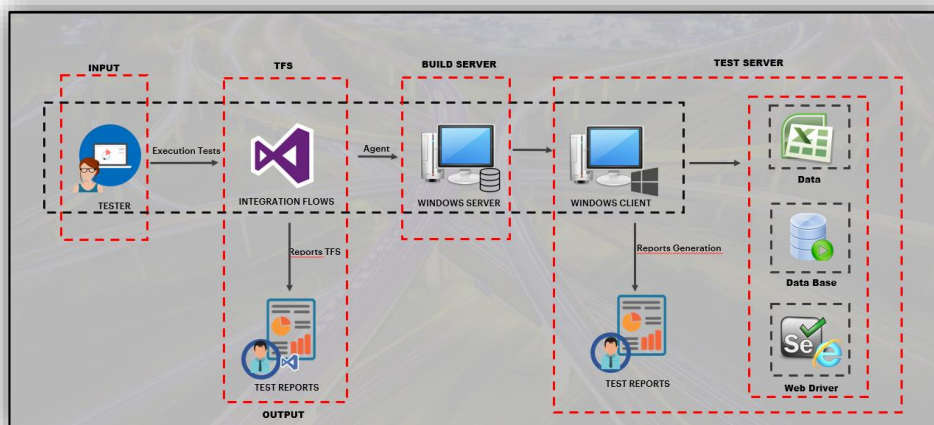 INPUT
TFS
BUILD SERVER
TEST SERVER
Execution Tests
Agent
TESTER
INTEGRATION FLOWS
WINDOWS SERVER
WINDOWS CLIENT
Data
Reports TFS
Reports Generation
Data Base
Se
TEST REPORTS
TEST REPORTS
Web Driver
OUTPUT